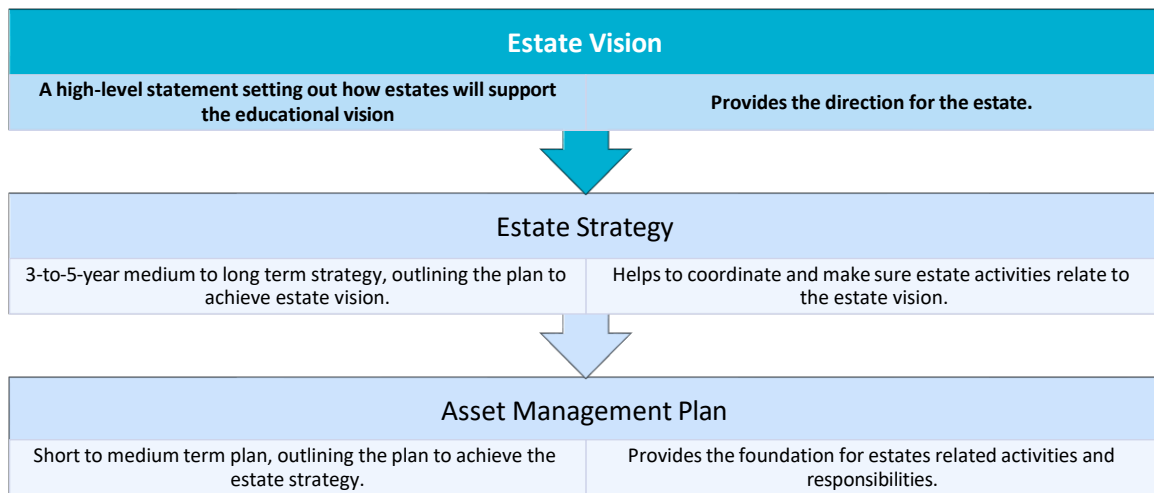 Estate Vision
A high-level statement setting out how estates will support
the educational vision
Provides the direction for the estate.
Estate Strategy
3-to-5-year medium to long term strategy, outlining the plan to
achieve estate vision.
Helps to coordinate and make sure estate activities relate to
the estate vision.
Asset Management Plan
Short to medium term plan, outlining the plan to achieve the
estate strategy.
Provides the foundation for estates related activities and
responsibilities.